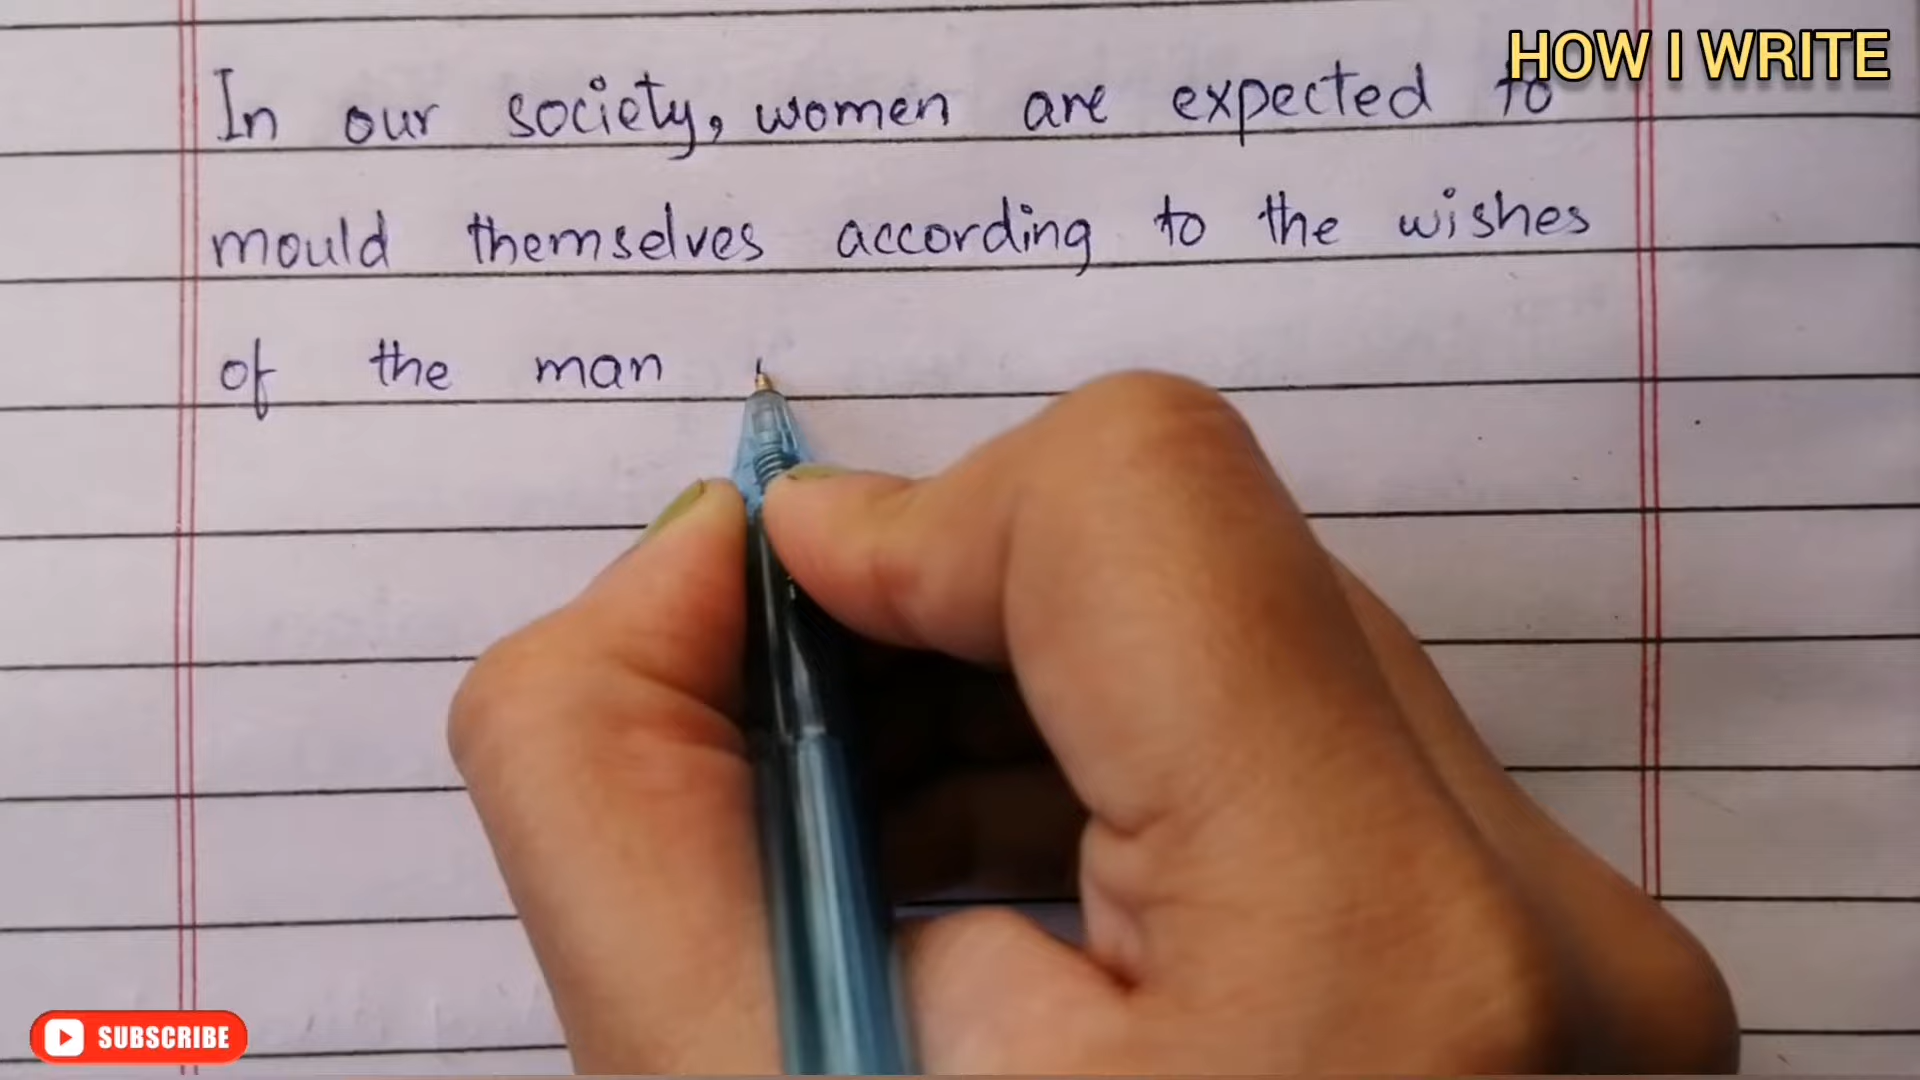 HOW I WRITE
In our society, women are expected to
mould themselves according to the wishes
of the man
SUBSCRIBE